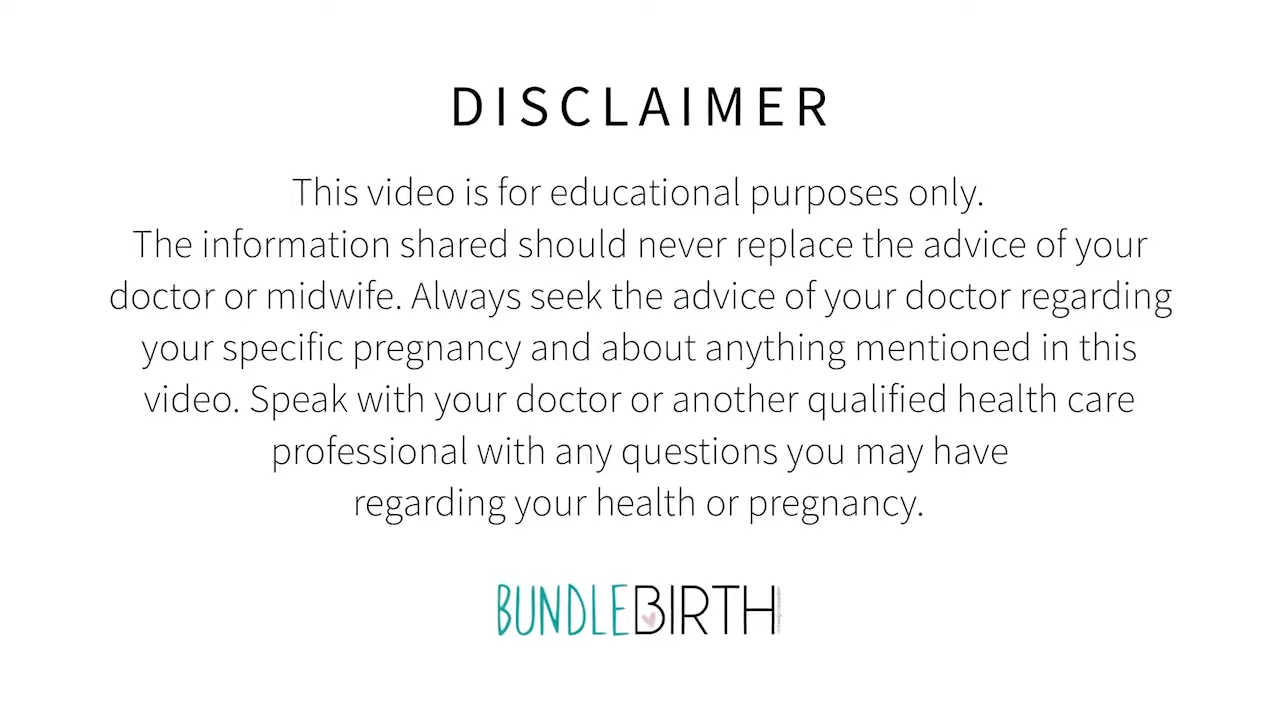 DISCLAIMER
This video is for educational purposes only.
The information shared should never replace the advice of your
doctor or midwife. Always seek the advice of your doctor regarding
your specific pregnancy and about anything mentioned in this
video. Speak with your doctor or another qualified health care
professional with any questions you may have
regarding your health or pregnancy.
BUNDLEBIRTH